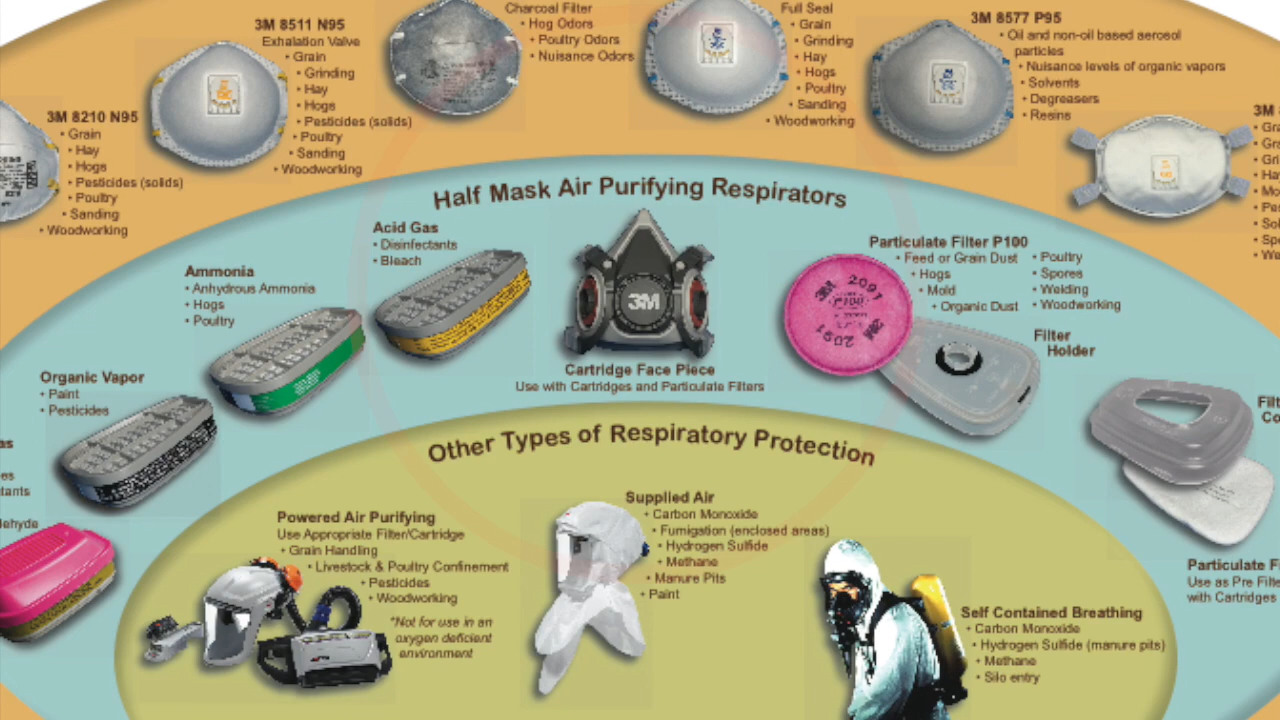 3M 8511 N95
Exhalation Valve
• Grain
• Grinding
• Hay
• Hogs
• Pesticides (solids)
• Poultry
• Sanding
• Woodworking
Charcoal Filter
• Hog Odors
• Poultry Odors
• Nuisance Odors
Full Seal
• Grain
• Grinding
• Hay
• Hogs
• Poultry
• Sanding
• Woodworking
3M 8577 P95
• Oil and non-oil based aerosol
particles
• Nuisance levels of organic vapors
• Solvents
• Degreasers
• Resins
3M 8210 N95
• Grain
• Hay
• Hogs
• Pesticides (solids)
• Poultry
• Sanding
• Woodworking
3M
Half Mask Air Purifying Respirators
Acid Gas
• Disinfectants
• Bleach
Ammonia
• Anhydrous Ammonia
• Hogs
• Poultry
Organic Vapor
• Paint
• Pesticides
3M
Cartridge Face Piece
Use with Cartridges and Particulate Filters
Particulate Filter P100
• Feed or Grain Dust
• Hogs
• Mold
• Organic Dust
• Poultry
• Spores
• Welding
• Woodworking
3M 2091
P100
2091 3M
Filter
Holder
Particulate
Use as Pre
with Cartridges
Other Types of Respiratory Protection
Powered Air Purifying
Use Appropriate Filter/Cartridge
• Grain Handling
• Livestock & Poultry Confinement
• Pesticides
• Woodworking
*Not for use in an
oxygen deficient
environment
Supplied Air
• Carbon Monoxide
• Fumigation (enclosed areas)
• Hydrogen Sulfide
• Methane
• Manure Pits
• Paint
Self Contained Breathing
• Carbon Monoxide
• Hydrogen Sulfide (manure pits)
• Methane
• Silo entry